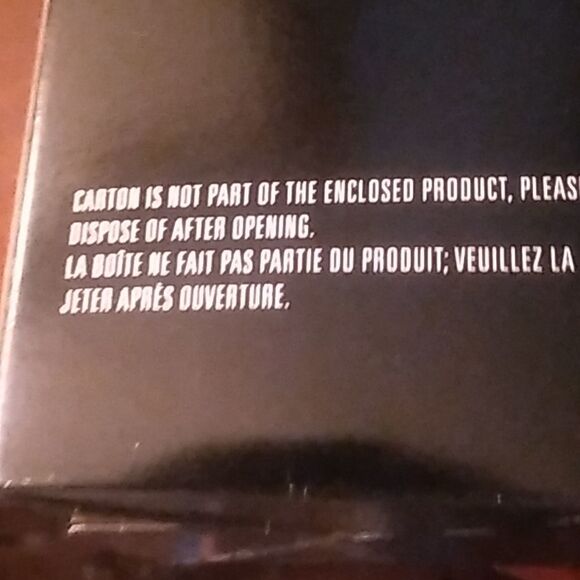 CARTON IS NOT PART OF THE ENCLOSED PRODUCT, PLEAS
DISPOSE OF AFTER OPENING.
LA BOÎTE NE FAIT PAS PARTIE DU PRODUIT; VEUILLEZ LA
JETER APRÈS OUVERTURE.